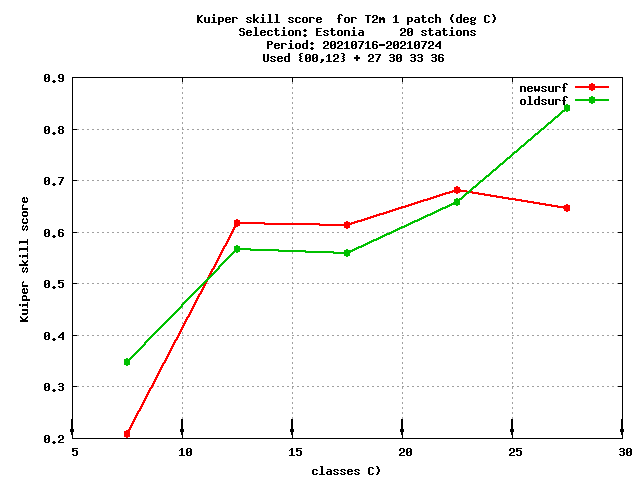 Kuiper skill score  for T2m 1 patch (deg C)
Selection: Estonia     20 stations
Period: 20210716-20210724
Used {00,12} + 27 30 33 36
newsurf
oldsurf
0.9
0.8
0.7
0.6
0.5
0.4
0.3
0.2
Kuiper skill score
5 10 15 20 25 30
classes C)